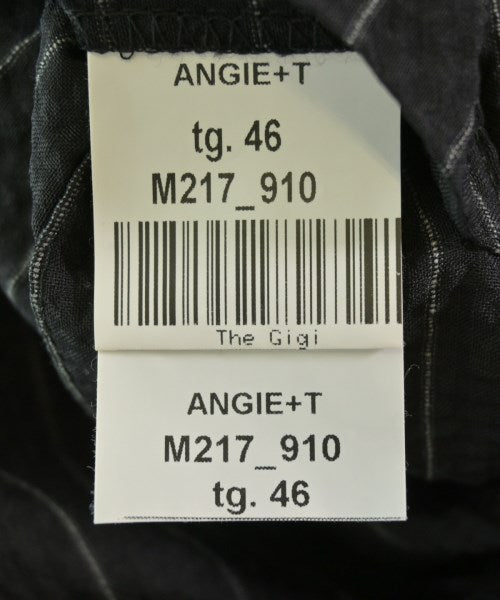 ANGIE+T
tg. 46
M217_910
The Gigi
ANGIE+T
M217_910
tg. 46